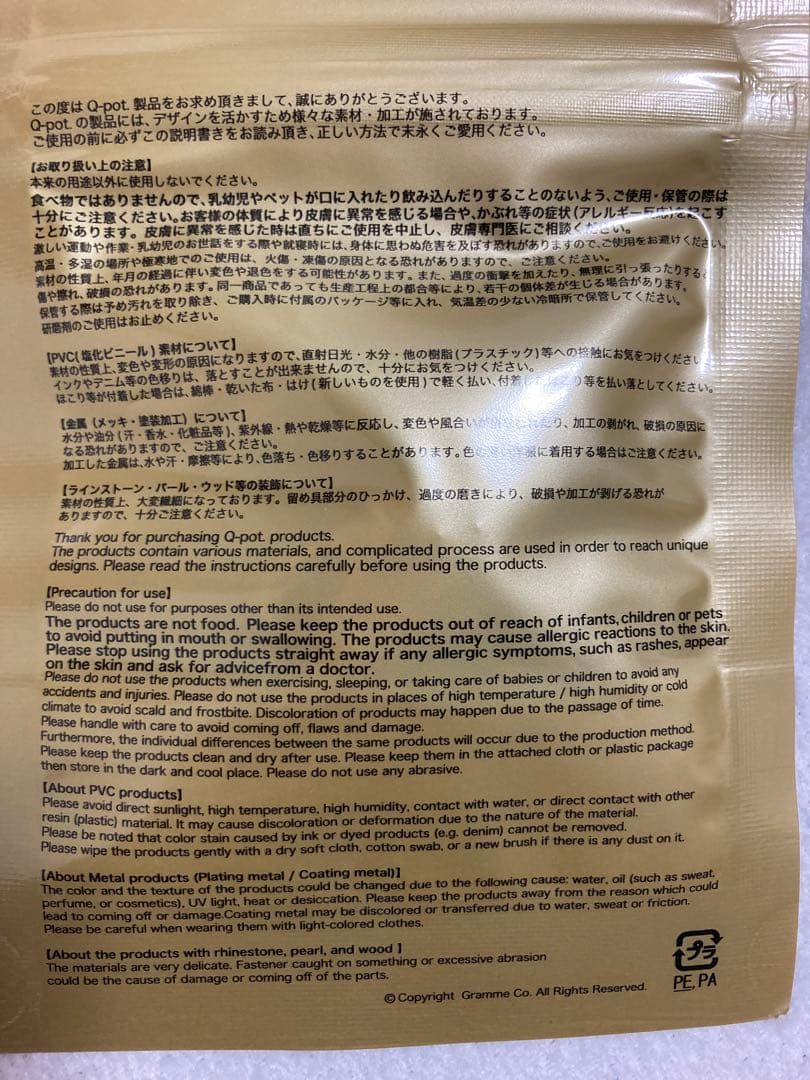 この度は Q-pot. 製品をお求め頂きまして、誠にありがとうございます。
Q-pot. の製品には、デザインを活かすため様々な素材・加工が施されております。
ご使用の前に必ずこの説明書きをお読み頂き、正しい方法で末永くご愛用ください。
【お取り扱い上の注意】
本来の用途以外に使用しないでください。
食べ物ではありませんので、乳幼児やペットが口に入れたり飲み込んだりすることのないよう、ご使用・保管の際は
十分にご注意ください。お客様の体質により皮膚に異常を感じる場合や、かぶれ等の症状(アレルギー反応)を起こす
ことがあります。皮膚に異常を感じた時は直ちにご使用を中止し、皮膚専門医にご相談ください。
激しい運動や作業・乳幼児のお世話をする際や就寝時には、身体に思わぬ危害を及ぼす恐れがありますので、ご使用をお避けください。
高温・多湿の場所や極寒地でのご使用は、火傷・凍傷の原因となる恐れがありますので、ご注意ください。
素材の性質上、年月の経過に伴い変色や退色をする可能性があります。また、過度の衝撃を加えたり、無理に引っ張ったりすると
傷や擦れ、破損の恐れがあります。同一商品であっても生産工程上の都合等により、若干の個体差が生じる場合があります。
保管する際は予め汚れを取り除き、ご購入時に付属のパッケージ等に入れ、気温差の少ない冷暗所で保管してください。
研磨剤のご使用はお止めください。
【PVC(塩化ビニール)素材について】
素材の性質上、変色や変形の原因になりますので、直射日光・水分・他の樹脂(プラスチック)等への接触にお気をつけください
インクやデニム等の色移りは、落とすことが出来ませんので、十分にお気をつけください。
ほこり等が付着した場合は、綿棒・乾いた布・はけ(新しいものを使用)で軽く払い、付着したほこり等を払い落としてください。
【金属(メッキ・塗装加工)について】
水分や油分(汗・香水・化粧品等)、紫外線・熱や乾燥等に反応し、変色や風合いが り、加工の剥がれ、破損の原因に
なる恐れがありますので、ご注意ください。
加工した金属は、水や汗・摩擦等により、色落ち・色移りすることがあります。色の 服に着用する場合はご注意ください。
【ラインストーン・パール・ウッド等の装飾について】
素材の性質上、大変繊細になっております。留め具部分のひっかけ、過度の磨きにより、破損や加工が剥げる恐れが
ありますので、十分ご注意ください。
Thank you for purchasing Q-pot. products.
The products contain various materials, and complicated process are used in order to reach unique
designs. Please read the instructions carefully before using the products.
【Precaution for use】
Please do not use for purposes other than its intended use.
The products are not food. Please keep the products out of reach of infants, children or pets
to avoid putting in mouth or swallowing. The products may cause allergic reactions to the skin.
Please stop using the products straight away if any allergic symptoms, such as rashes, appear
on the skin and ask for advicefrom a doctor.
Please do not use the products when exercising, sleeping, or taking care of babies or children to avoid any
accidents and injuries. Please do not use the products in places of high temperature / high humidity or cold
climate to avoid scald and frostbite. Discoloration of products may happen due to the passage of time.
Please handle with care to avoid coming off, flaws and damage.
Furthermore, the individual differences between the same products will occur due to the production method.
Please keep the products clean and dry after use. Please keep them in the attached cloth or plastic package
then store in the dark and cool place. Please do not use any abrasive.
【About PVC products】
Please avoid direct sunlight, high temperature, high humidity, contact with water, or direct contact with other
resin (plastic) material. It may cause discoloration or deformation due to the nature of the material.
Please be noted that color stain caused by ink or dyed products (e.g. denim) cannot be removed.
Please wipe the products gently with a dry soft cloth, cotton swab, or a new brush if there is any dust on it.
【About Metal products (Plating metal / Coating metal)】
The color and the texture of the products could be changed due to the following cause: water, oil (such as sweat,
perfume, or cosmetics), UV light, heat or desiccation. Please keep the products away from the reason which could
lead to coming off or damage.Coating metal may be discolored or transferred due to water, sweat or friction.
Please be careful when wearing them with light-colored clothes.
【About the products with rhinestone, pearl, and wood 】
The materials are very delicate. Fastener caught on something or excessive abrasion
could be the cause of damage or coming off of the parts.
© Copyright Gramme Co. All Rights Reserved.
プラ
PE, PA